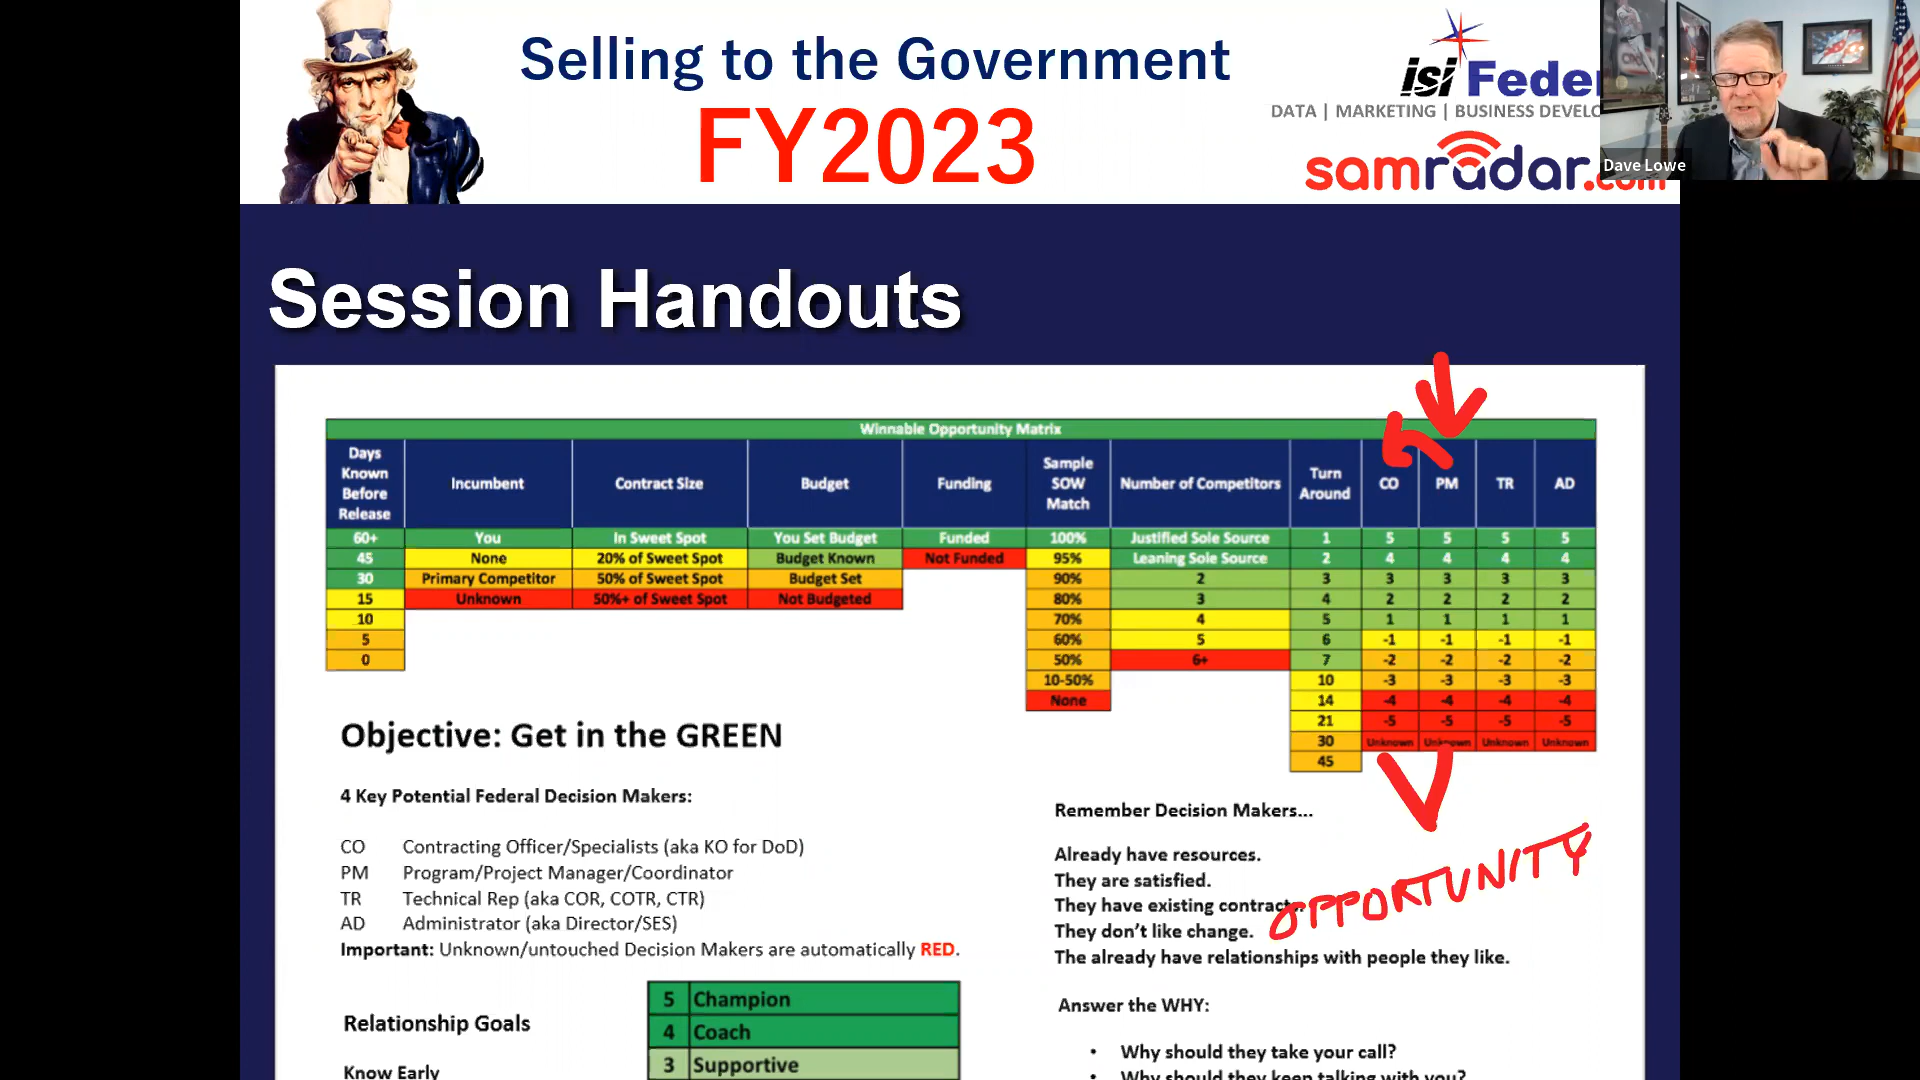 Selling to the Government
FY2023
isi Feder
DATA | MARKETING | BUSINESS DEVELO
samradar.com
Dave Lowe
Session Handouts
Winnable Opportunity Matrix
Days Known Before Release Incumbent Contract Size Budget Funding Sample SOW Match Number of Competitors Turn Around CO PM TR AD
60+ You In Sweet Spot You Set Budget Funded 100% Justified Sole Source 1 5 5 5 5
45 None 20% of Sweet Spot Budget Known Not Funded 95% Leaning Sole Source 2 4 4 4 4
30 Primary Competitor 50% of Sweet Spot Budget Set 90% 2 3 3 3 3 3
15 Unknown 50%+ of Sweet Spot Not Budgeted 80% 3 4 2 2 2 2
10 70% 4 5 1 1 1 1
5 60% 5 6 -1 -1 -1 -1
0 50% 6+ 7 -2 -2 -2 -2
10-50% 10 -3 -3 -3 -3
None 14 -4 -4 -4 -4
21 -5 -5 -5 -5
30 Unknown Unknown Unknown Unknown
45
Objective: Get in the GREEN
4 Key Potential Federal Decision Makers:
CO Contracting Officer/Specialists (aka KO for DoD)
PM Program/Project Manager/Coordinator
TR Technical Rep (aka COR, COTR, CTR)
AD Administrator (aka Director/SES)
Important: Unknown/untouched Decision Makers are automatically RED.
Relationship Goals
Know Early
5 Champion
4 Coach
3 Supportive
Remember Decision Makers...
Already have resources.
They are satisfied.
They have existing contracts.
They don't like change.
The already have relationships with people they like.
OPPORTUNITY
Answer the WHY:
• Why should they take your call?
• Why should they keep talking with you?